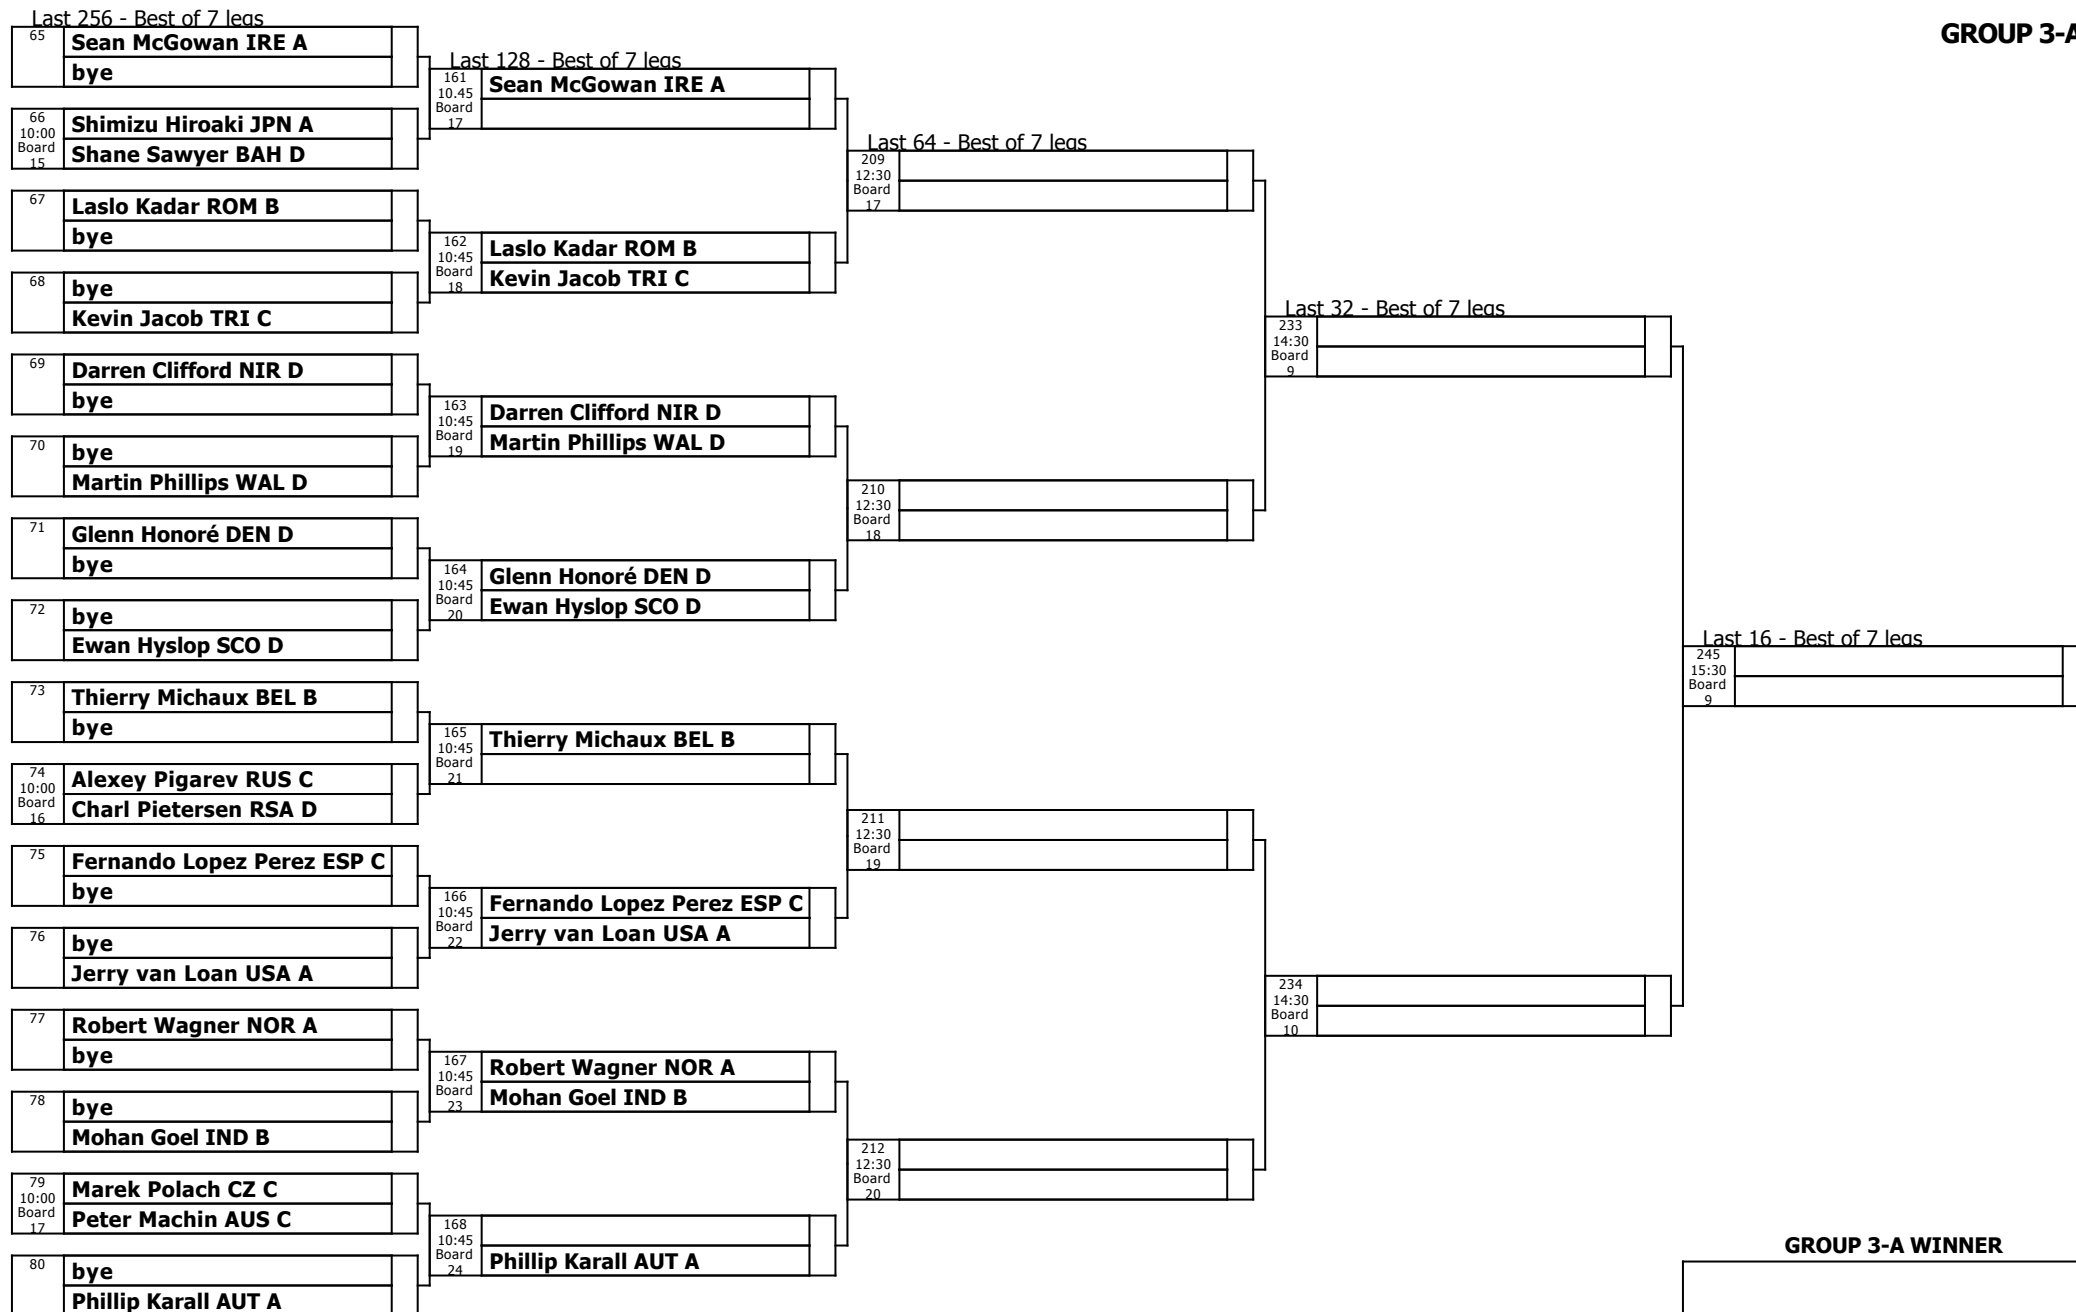 Last 256 - Best of 7 legs
GROUP 3-A
65
Sean McGowan IRE A
bye
66
10:00
Board
15
Shimizu Hiroaki JPN A
Shane Sawyer BAH D
67
Laslo Kadar ROM B
bye
68
bye
Kevin Jacob TRI C
69
Darren Clifford NIR D
bye
70
bye
Martin Phillips WAL D
71
Glenn Honoré DEN D
bye
72
bye
Ewan Hyslop SCO D
73
Thierry Michaux BEL B
bye
74
10:00
Board
16
Alexey Pigarev RUS C
Charl Pietersen RSA D
75
Fernando Lopez Perez ESP C
bye
76
bye
Jerry van Loan USA A
77
Robert Wagner NOR A
bye
78
bye
Mohan Goel IND B
79
10:00
Board
17
Marek Polach CZ C
Peter Machin AUS C
80
bye
Phillip Karall AUT A
Last 128 - Best of 7 legs
161
10.45
Board
17
Sean McGowan IRE A
162
10:45
Board
18
Laslo Kadar ROM B
Kevin Jacob TRI C
163
10:45
Board
19
Darren Clifford NIR D
Martin Phillips WAL D
164
10:45
Board
20
Glenn Honoré DEN D
Ewan Hyslop SCO D
165
10:45
Board
21
Thierry Michaux BEL B
166
10:45
Board
22
Fernando Lopez Perez ESP C
Jerry van Loan USA A
167
10:45
Board
23
Robert Wagner NOR A
Mohan Goel IND B
168
10:45
Board
24
Phillip Karall AUT A
Last 64 - Best of 7 legs
209
12:30
Board
17
210
12:30
Board
18
211
12:30
Board
19
212
12:30
Board
20
Last 32 - Best of 7 legs
233
14:30
Board
9
234
14:30
Board
10
Last 16 - Best of 7 legs
245
15:30
Board
9
GROUP 3-A WINNER